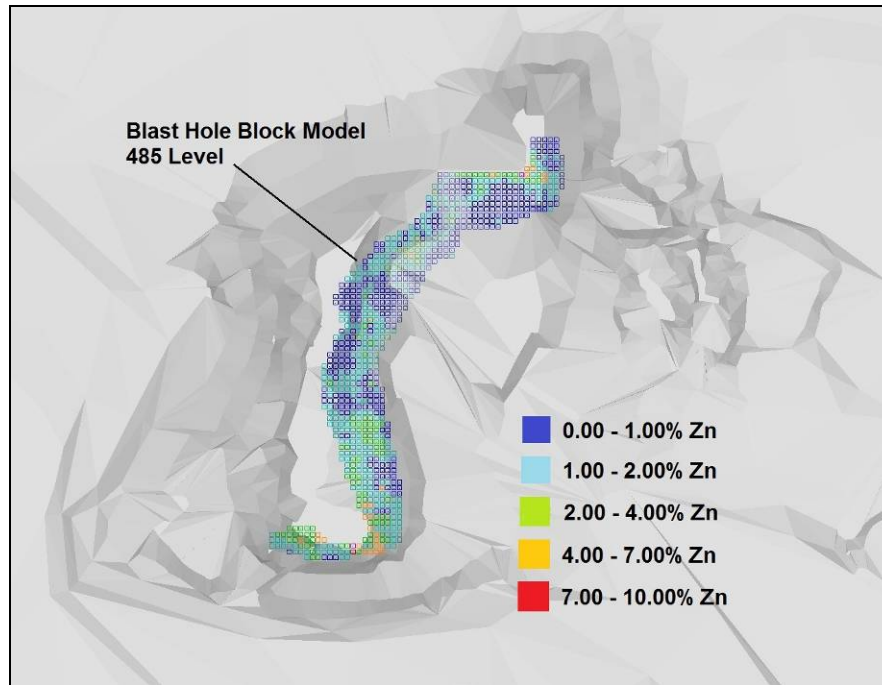 Blast Hole Block Model
485 Level
0.00 - 1.00% Zn
1.00 - 2.00% Zn
2.00 - 4.00% Zn
4.00 - 7.00% Zn
7.00 - 10.00% Zn